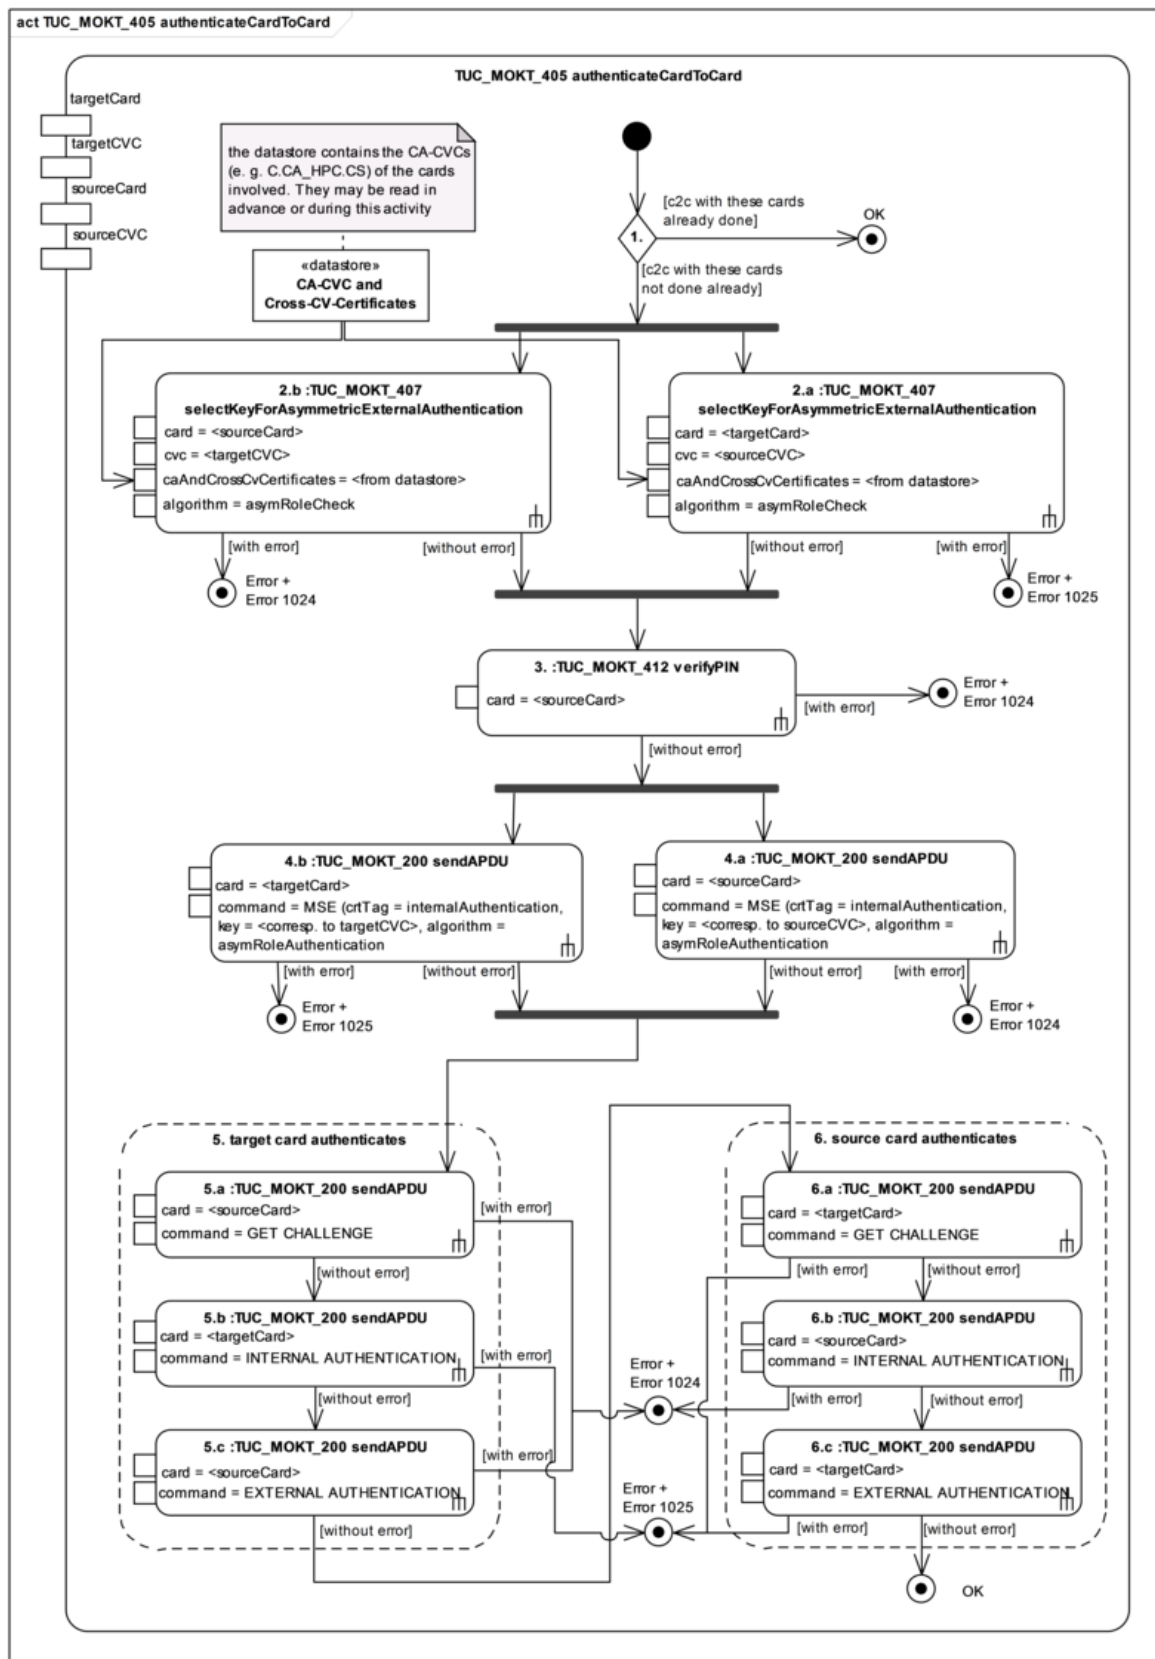 act TUC_MOKT_405 authenticateCardToCard
TUC_MOKT_405 authenticateCardToCard
targetCard
targetCVC
sourceCard
sourceCVC
the datastore contains the CA-CVCs
(e. g. C.CA_HPC.CS) of the cards
involved. They may be read in
advance or during this activity
«datastore»
CA-CVC and
Cross-CV-Certificates
[c2c with these cards
already done]
OK
1.
[c2c with these cards
not done already]
2.b :TUC_MOKT_407
selectKeyForAsymmetricExternalAuthentication
card = <sourceCard>
cvc = <targetCVC>
caAndCrossCvCertificates = <from datastore>
algorithm = asymRoleCheck
[with error]
[without error]
Error +
Error 1024
2.a :TUC_MOKT_407
selectKeyForAsymmetricExternalAuthentication
card = <targetCard>
cvc = <sourceCVC>
caAndCrossCvCertificates = <from datastore>
algorithm = asymRoleCheck
[without error]
[with error]
Error +
Error 1025
3. :TUC_MOKT_412 verifyPIN
card = <sourceCard>
[with error]
Error +
Error 1024
[without error]
4.b :TUC_MOKT_200 sendAPDU
card = <targetCard>
command = MSE (crtTag = internalAuthentication,
key = <corresp. to targetCVC>, algorithm =
asymRoleAuthentication
[with error]
[without error]
Error +
Error 1025
4.a :TUC_MOKT_200 sendAPDU
card = <sourceCard>
command = MSE (crtTag = internalAuthentication,
key = <corresp. to sourceCVC>, algorithm =
asymRoleAuthentication
[without error]
[with error]
Error +
Error 1024
5. target card authenticates
5.a :TUC_MOKT_200 sendAPDU
card = <sourceCard>
command = GET CHALLENGE
[with error]
[without error]
5.b :TUC_MOKT_200 sendAPDU
card = <targetCard>
command = INTERNAL AUTHENTICATION
[with error]
[without error]
5.c :TUC_MOKT_200 sendAPDU
card = <sourceCard>
command = EXTERNAL AUTHENTICATION
[with error]
[without error]
Error +
Error 1024
Error +
Error 1025
6. source card authenticates
6.a :TUC_MOKT_200 sendAPDU
card = <targetCard>
command = GET CHALLENGE
[with error]
[without error]
6.b :TUC_MOKT_200 sendAPDU
card = <sourceCard>
command = INTERNAL AUTHENTICATION
[with error]
[without error]
6.c :TUC_MOKT_200 sendAPDU
card = <targetCard>
command = EXTERNAL AUTHENTICATION
[with error]
[without error]
OK